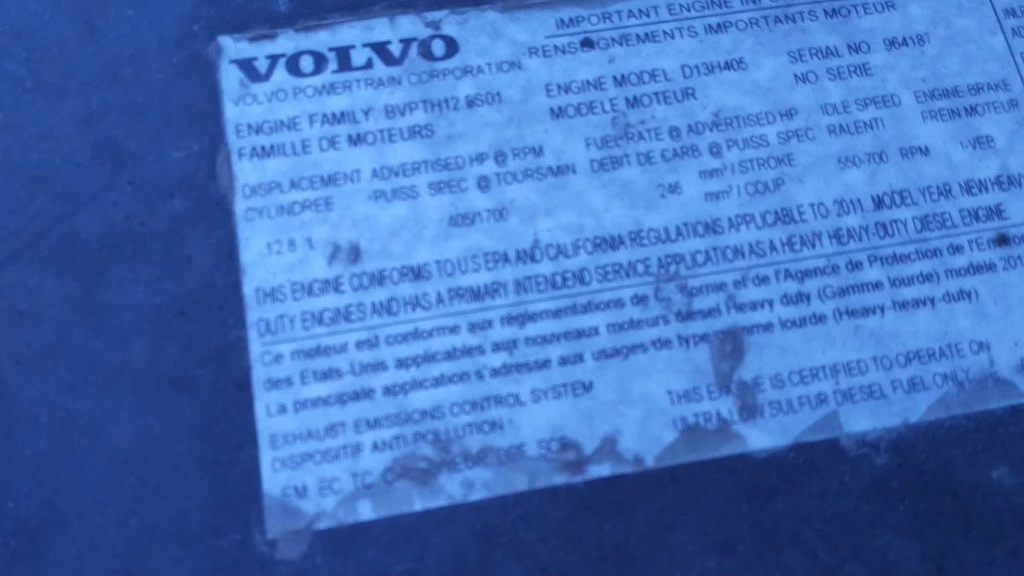 IMPORTANT ENGINE
VOLVO
RENSEIGNEMENTS IMPORTANTS MOTEUR
VOLVO POWERTRAIN CORPORATION
ENGINE FAMILY: BVPTH12.8S01
FAMILLE DE MOTEURS
ENGINE MODEL: D13H405
MODELE MOTEUR
SERIAL NO 964187
NO. SERIE
DISPLACEMENT
CYLINDREE
12.8 L
ADVERTISED HP @ RPM
PUISS SPEC @ TOURS/MIN
405/1700
FUEL RATE @ ADVERTISED HP
DEBIT DE CARB @ PUISS SPEC
246 mm³ / STROKE
mm³ / COUP
IDLE SPEED
RALENTI
550-700 RPM
ENGINE BRAKE
FREIN MOTEUR
I-VEB
THIS ENGINE CONFORMS TO U.S EPA AND CALIFORNIA REGULATIONS APPLICABLE TO 2011 MODEL YEAR NEW HEAVY
DUTY ENGINES AND HAS A PRIMARY INTENDEND SERVICE APPLICATION AS A HEAVY HEAVY-DUTY DIESEL ENGINE
Ce moteur est conforme aux réglementations de et de l'Agence de Protection de l'Enviro
des Etats-Unis applicables aux nouveaux moteurs diesel Heavy duty (Gamme lourde) modele 201
La principale application s'adresse aux usages de type lourde (Heavy-heavy-duty)
EXHAUST EMISSIONS CONTROL SYSTEM
DISPOSITIF ANTI-POLLUTION
EM EC TC
THIS ENGINE IS CERTIFIED TO OPERATE ON
ULTRA LOW SULFUR DIESEL FUEL ONLY